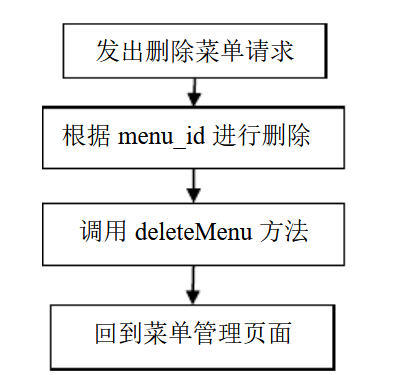 发出删除菜单请求
根据 menu_id 进行删除
调用 deleteMenu 方法
回到菜单管理页面